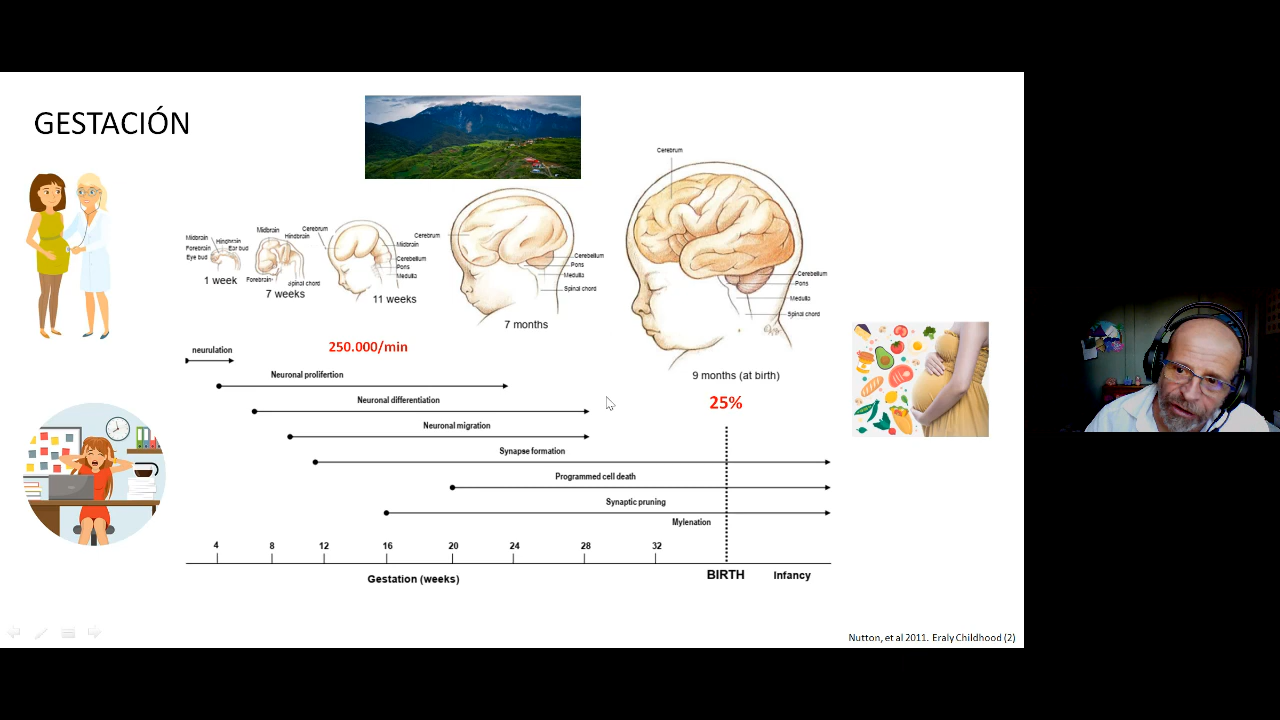 GESTACIÓN
Cerebrum
Midbrain
Forebrain
Eye bud
Hindbrain
Ear bud
1 week
Midbrain
Hindbrain
Forebrain
Spinal chord
7 weeks
Cerebrum
Midbrain
Cerebellum
Pons
Medulla
11 weeks
Cerebrum
Cerebellum
Pons
Medulla
Spinal chord
7 months
Cerebellum
Pons
Medulla
Spinal chord
9 months (at birth)
25%
neurulation
250.000/min
Neuronal prolifertion
Neuronal differentiation
Neuronal migration
Synapse formation
Programmed cell death
Synaptic pruning
Mylenation
4 8 12 16 20 24 28 32
Gestation (weeks)
BIRTH
Infancy
Nutton, et al 2011. Eraly Childhood (2)